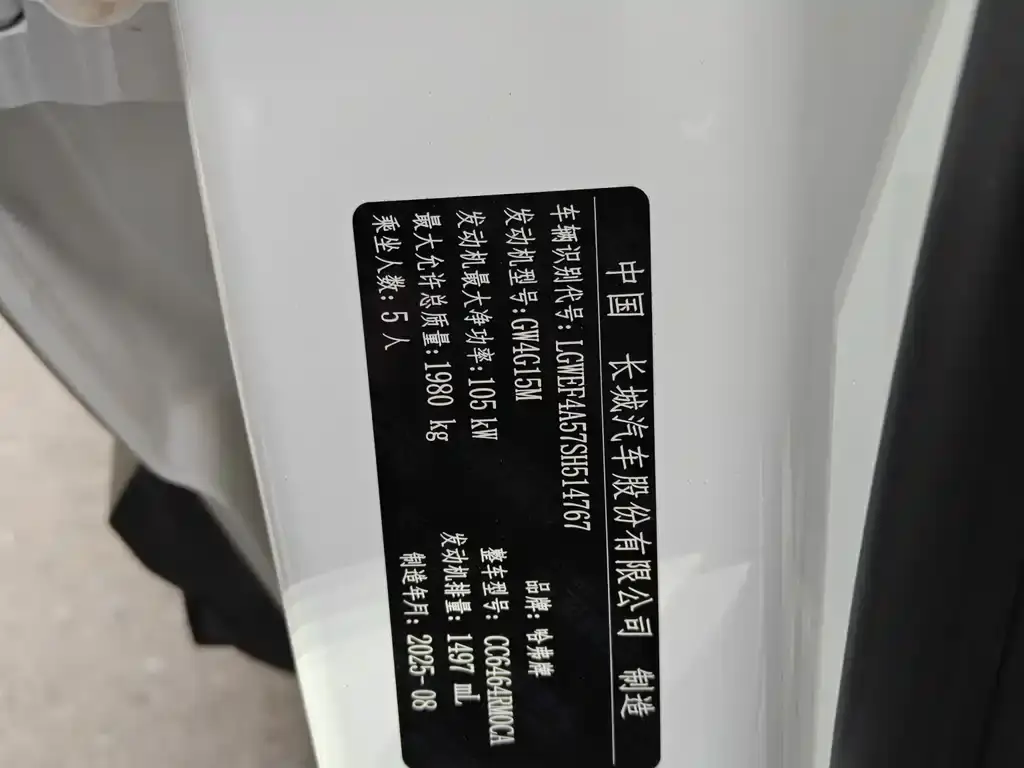 中国 长城汽车股份有限公司 制造
车辆识别代号: LGWEF4A57SH514767
品牌: 哈弗牌
发动机型号: GW4G15M
整车型号: CC6464RM0CA
发动机最大净功率: 105 kW
发动机排量: 1497 mL
最大允许总质量: 1980 kg
制造年月: 2025-08
乘坐人数: 5 人